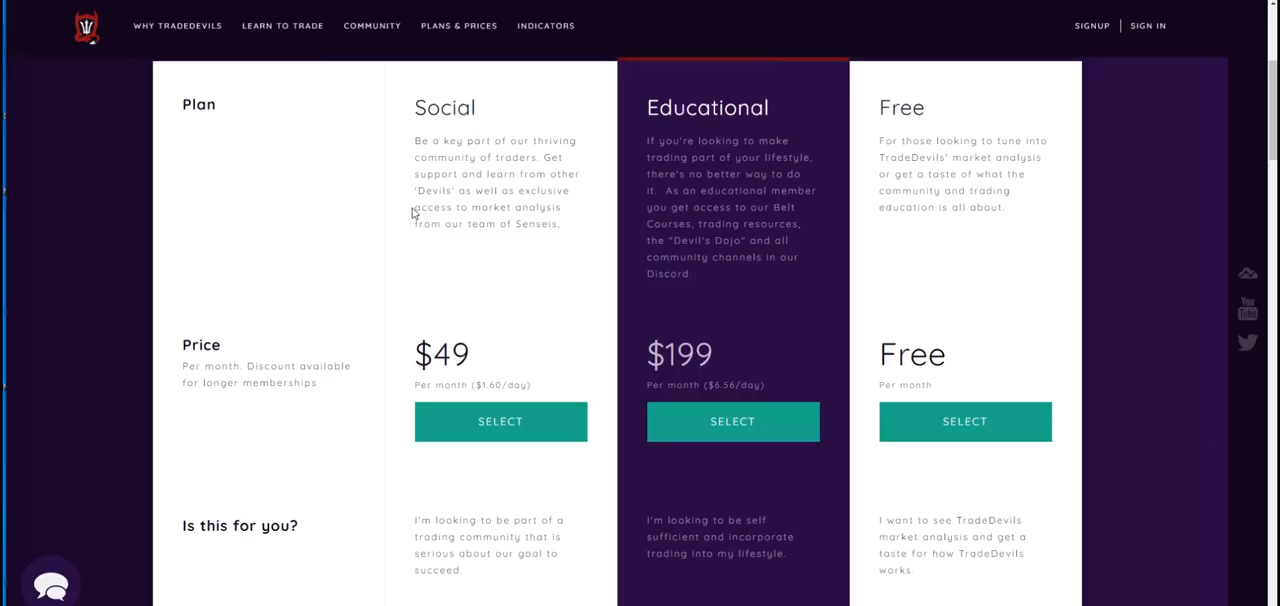 WHY TRADEDEVILS LEARN TO TRADE COMMUNITY PLANS & PRICES INDICATORS SIGNUP SIGN IN
Plan
Social
Be a key part of our thriving
community of traders. Get
support and learn from other
'Devils' as well as exclusive
access to market analysis
from our team of Senseis.
Educational
If you're looking to make
trading part of your lifestyle,
there's no better way to do
it. As an educational member
you get access to our Belt
Courses, trading resources,
the "Devil's Dojo" and all
community channels in our
Discord.
Free
For those looking to tune into
TradeDevils' market analysis
or get a taste of what the
community and trading
education is all about.
Price
Per month. Discount available
for longer memberships
$49
Per month ($1.60/day)
SELECT
$199
Per month ($6.56/day)
SELECT
Free
Per month
SELECT
Is this for you?
I'm looking to be part of a
trading community that is
serious about our goal to
succeed.
I'm looking to be self
sufficient and incorporate
trading into my lifestyle.
I want to see TradeDevils
market analysis and get a
taste for how TradeDevils
works.
You
Tube